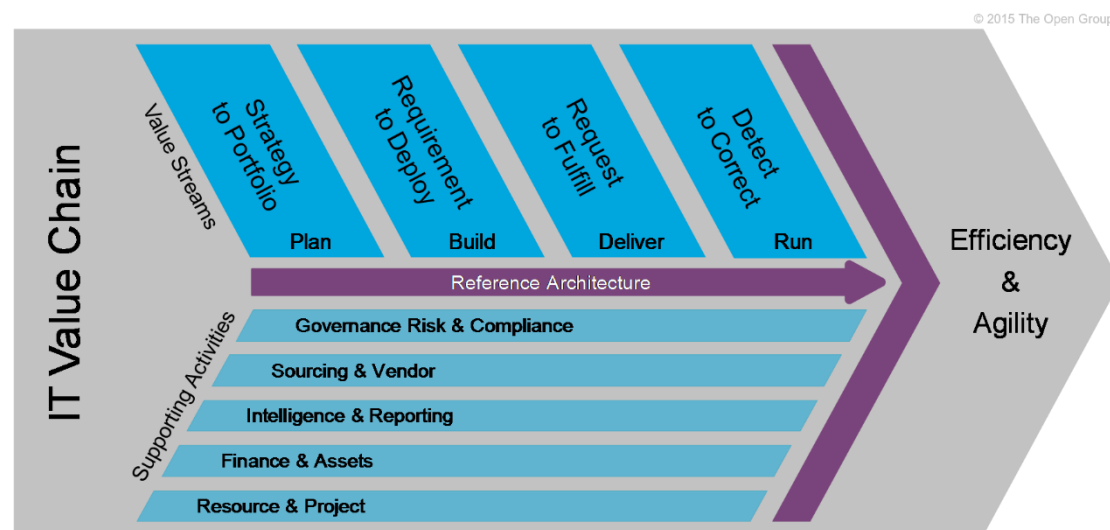 © 2015 The Open Group
IT Value Chain
Value Streams
Strategy
to Portfolio
Plan
Requirement
to Deploy
Build
Request
to Fulfill
Deliver
Detect
to Correct
Run
Reference Architecture
Efficiency
&
Agility
Supporting Activities
Governance Risk & Compliance
Sourcing & Vendor
Intelligence & Reporting
Finance & Assets
Resource & Project